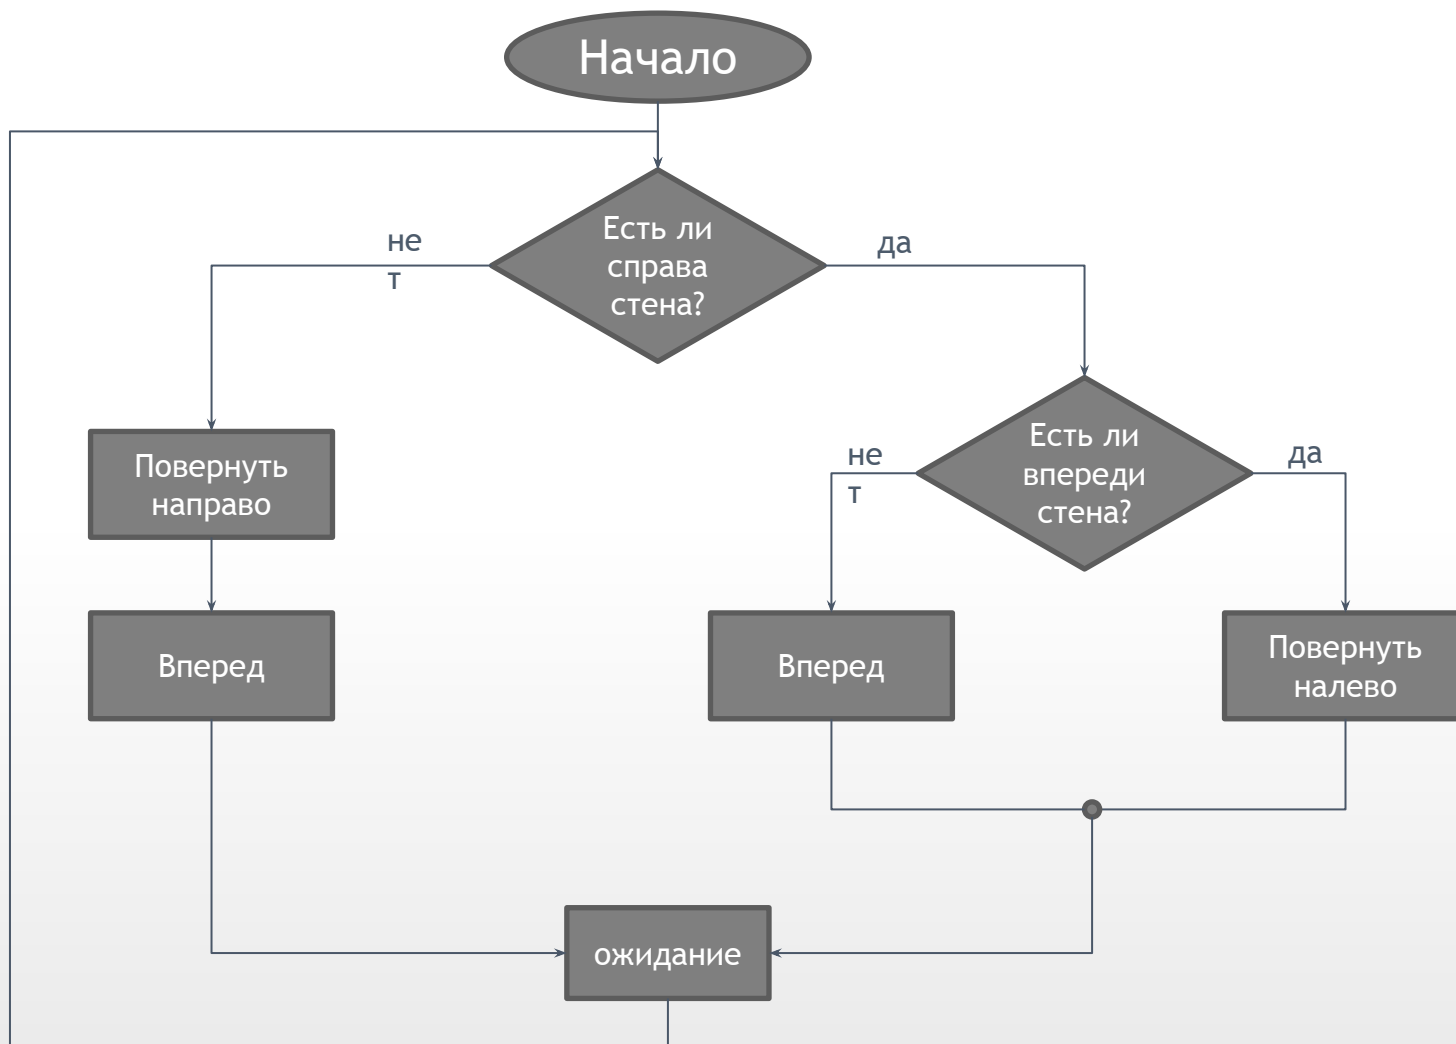 Начало
Есть ли
справа
стена?
не
т
да
Повернуть
направо
Вперед
Есть ли
впереди
стена?
не
т
да
Вперед
Повернуть
налево
ожидание